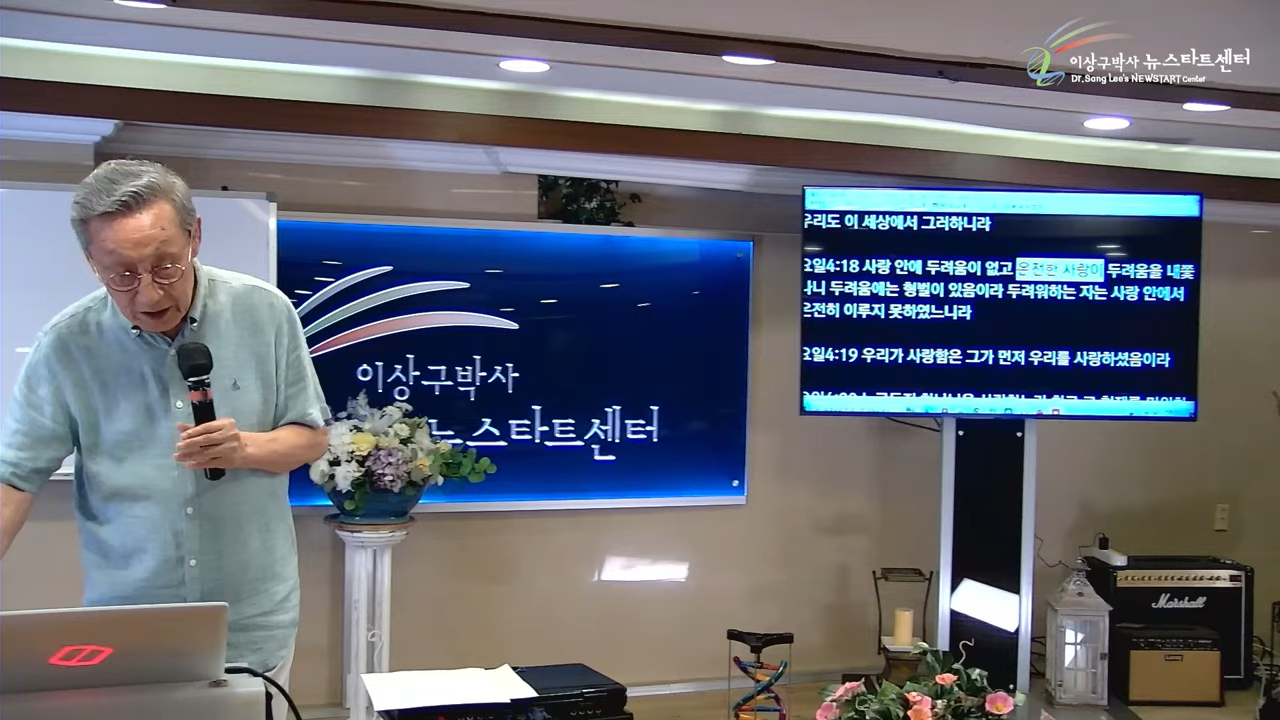 이상구박사 뉴스타트센터
Dr. Sang Lee's NEWSTART Center
우리도 이 세상에서 그러하니라
요일4:18 사랑 안에 두려움이 없고 온전한 사랑이 두려움을 내쫓
나니 두려움에는 형벌이 있음이라 두려워하는 자는 사랑 안에서
온전히 이루지 못하였느니라
요일4:19 우리가 사랑함은 그가 먼저 우리를 사랑하셨음이라
이상구박사
뉴스타트센터
Marshall